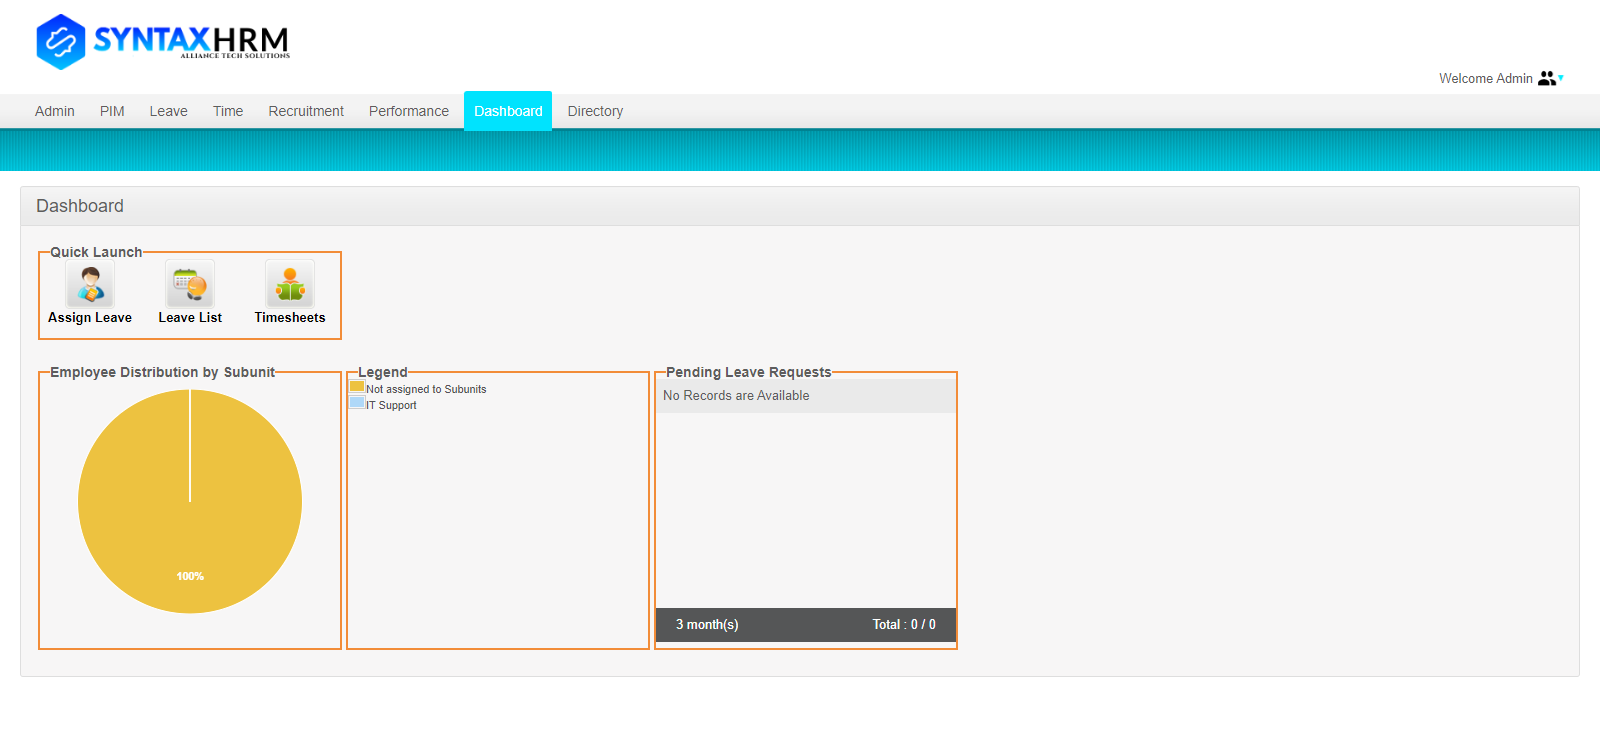 SYNTAXHRM
ALLIANCE TECH SOLUTIONS
Welcome Admin
Admin PIM Leave Time Recruitment Performance Dashboard Directory
Dashboard
Quick Launch
Assign Leave Leave List Timesheets
Employee Distribution by Subunit
100%
Legend
Not assigned to Subunits
IT Support
Pending Leave Requests
No Records are Available
3 month(s) Total : 0 / 0